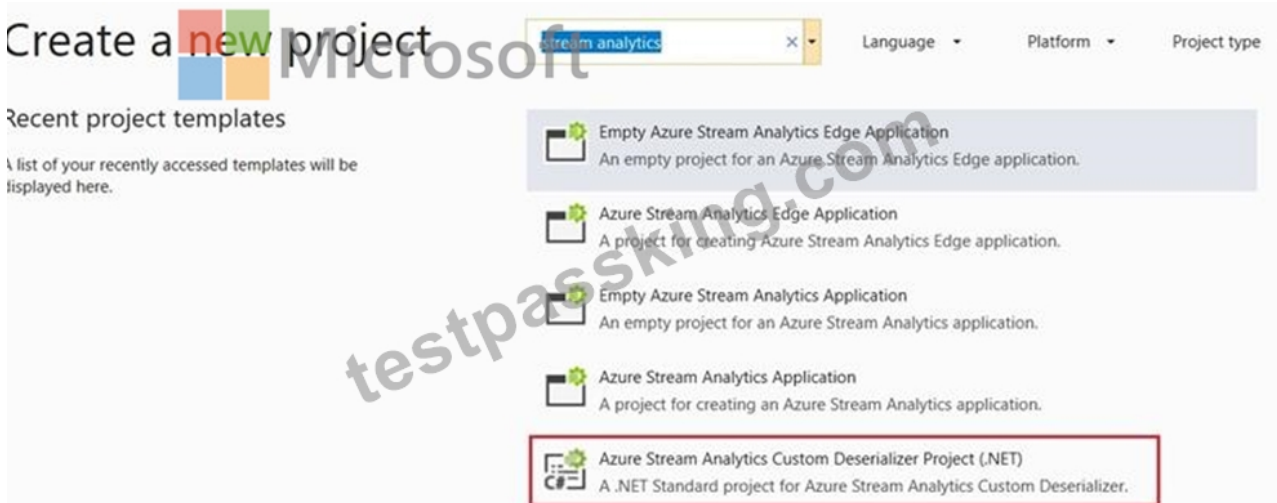 Create a new project
Microsoft
stream analytics
Language
Platform
Project type
Recent project templates
A list of your recently accessed templates will be
displayed here.
Empty Azure Stream Analytics Edge Application
An empty project for an Azure Stream Analytics Edge application.
Azure Stream Analytics Edge Application
A project for creating Azure Stream Analytics Edge application.
Empty Azure Stream Analytics Application
An empty project for an Azure Stream Analytics application.
Azure Stream Analytics Application
A project for creating an Azure Stream Analytics application.
C#
Azure Stream Analytics Custom Deserializer Project (.NET)
A .NET Standard project for Azure Stream Analytics Custom Deserializer.
testpassking.com